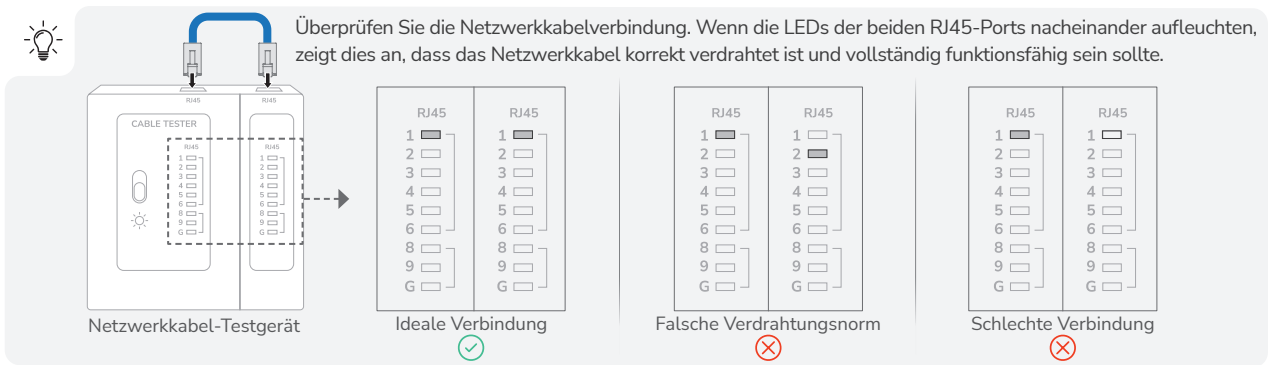 Überprüfen Sie die Netzwerkkabelverbindung. Wenn die LEDs der beiden RJ45-Ports nacheinander aufleuchten,
zeigt dies an, dass das Netzwerkkabel korrekt verdrahtet ist und vollständig funktionsfähig sein sollte.
RJ45 RJ45
CABLE TESTER
RJ45 RJ45
1 1
2 2
3 3
4 4
5 5
6 6
8 8
9 9
G G
Netzwerkkabel-Testgerät
RJ45 RJ45
1 1
2 2
3 3
4 4
5 5
6 6
8 8
9 9
G G
Ideale Verbindung
RJ45 RJ45
1 1
2 2
3 3
4 4
5 5
6 6
8 8
9 9
G G
Falsche Verdrahtungsnorm
RJ45 RJ45
1 1
2 2
3 3
4 4
5 5
6 6
8 8
9 9
G G
Schlechte Verbindung